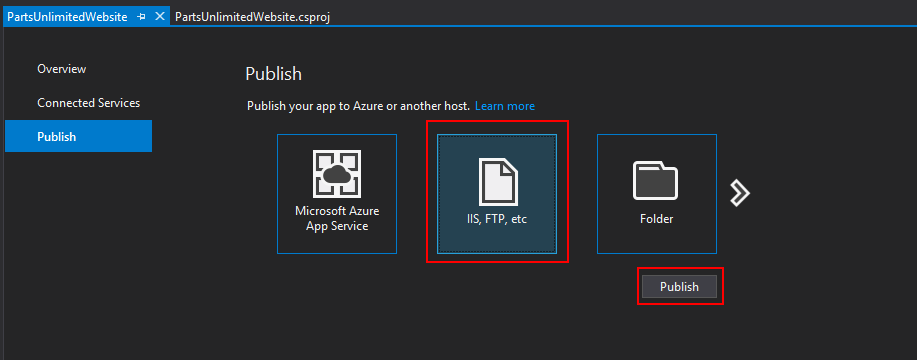 PartsUnlimitedWebsite
PartsUnlimitedWebsite.csproj
Overview
Connected Services
Publish
Publish
Publish your app to Azure or another host. Learn more
Microsoft Azure
App Service
IIS, FTP, etc
Folder
Publish